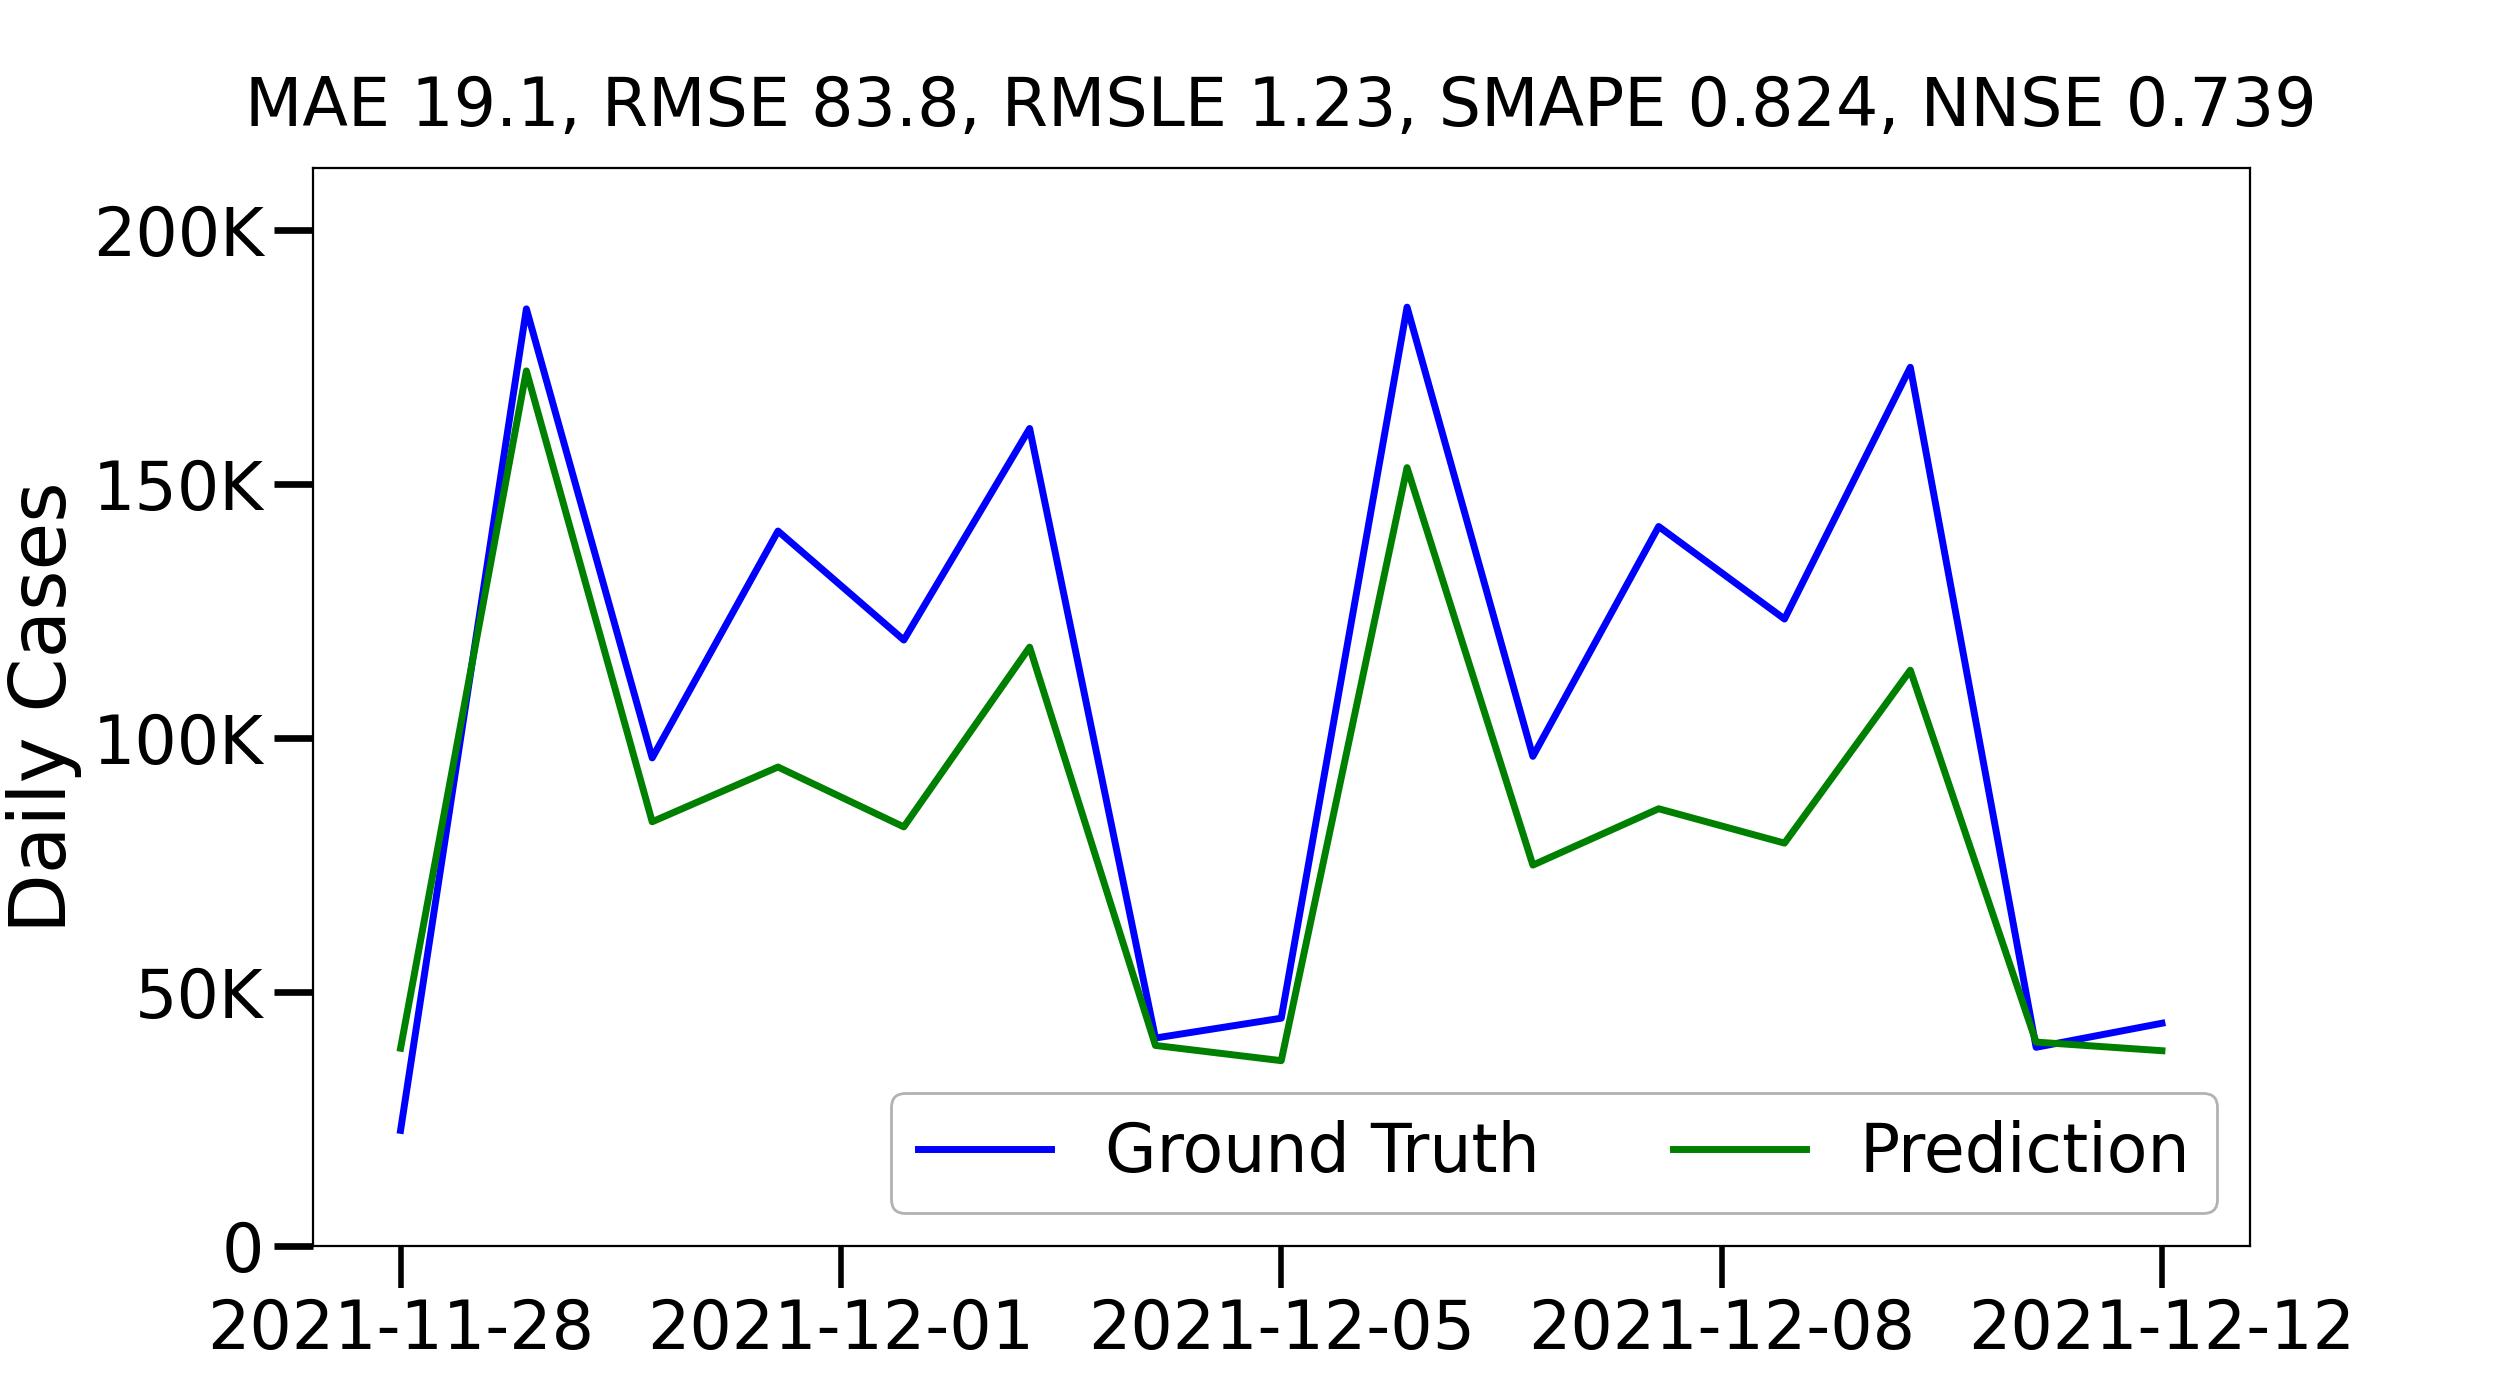 MAE 19.1, RMSE 83.8, RMSLE 1.23, SMAPE 0.824, NNSE 0.739
200K
150K
100K
50K
0
Daily Cases
Ground Truth
Prediction
2021-11-28
2021-12-01
2021-12-05
2021-12-08
2021-12-12